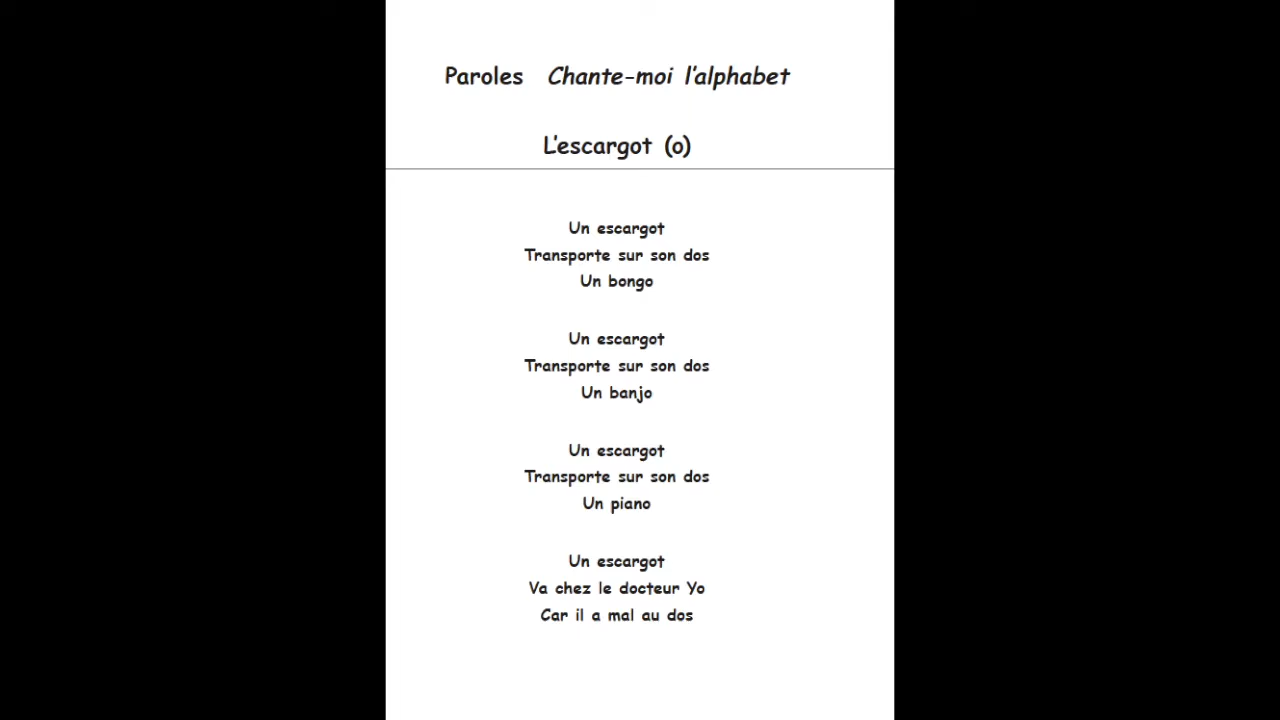 Paroles Chante-moi l'alphabet
L'escargot (o)
Un escargot
Transporte sur son dos
Un bongo
Un escargot
Transporte sur son dos
Un banjo
Un escargot
Transporte sur son dos
Un piano
Un escargot
Va chez le docteur Yo
Car il a mal au dos